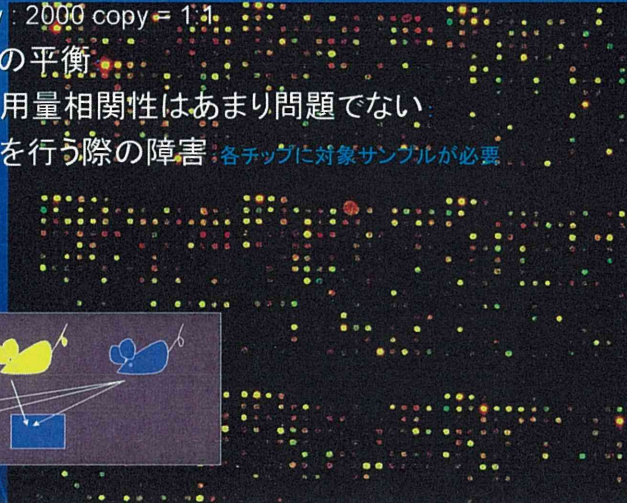 : 2000 copy = 1:1
の平衡
用量相関性はあまり問題でない
を行う際の障害 各チップに対象サンプルが必要